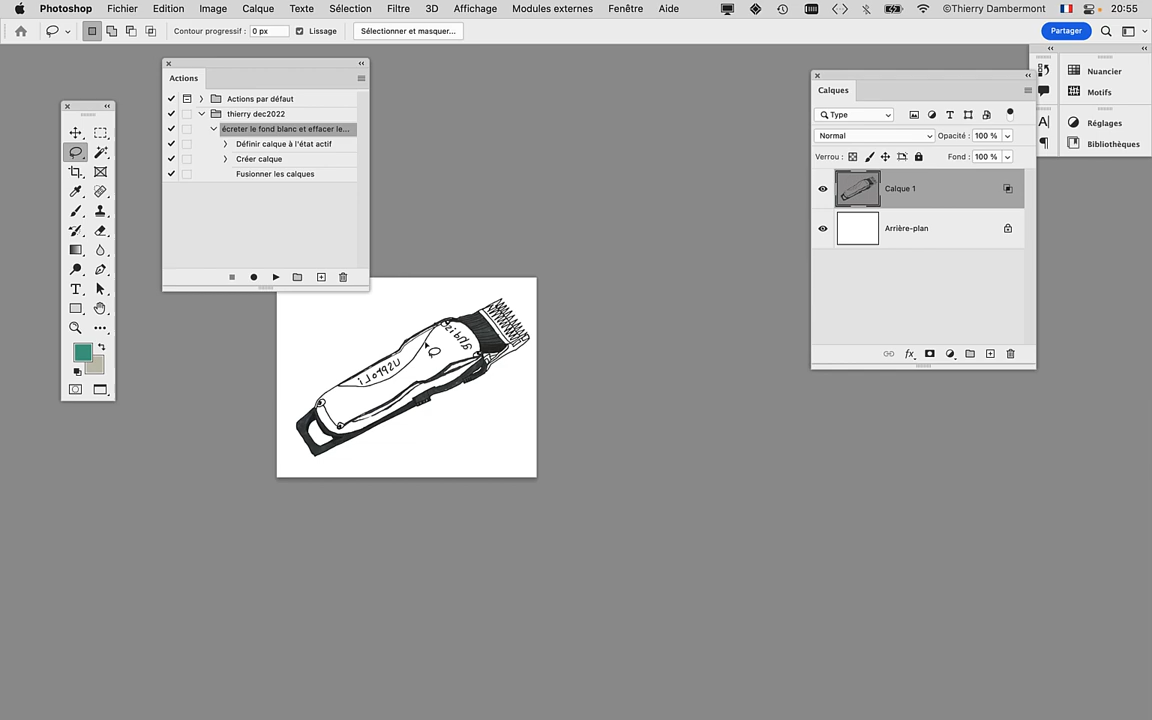 Photoshop Fichier Edition Image Calque Texte Sélection Filtre 3D Affichage Modules externes Fenêtre Aide ©Thierry Dambermont 20:55
Contour progressif : 0 px Lissage Sélectionner et masquer... Partager
Actions
Actions par défaut
thierry dec2022
écreter le fond blanc et effacer le...
Définir calque à l'état actif
Créer calque
Fusionner les calques
Calques
Type
Normal Opacité : 100 %
Verrou : Fond : 100 %
Calque 1
Arrière-plan
Nuancier
Motifs
Réglages
Bibliothèques